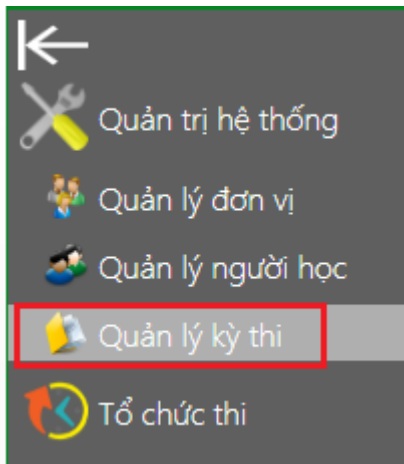 Quản trị hệ thống
Quản lý đơn vị
Quản lý người học
Quản lý kỳ thi
Tổ chức thi